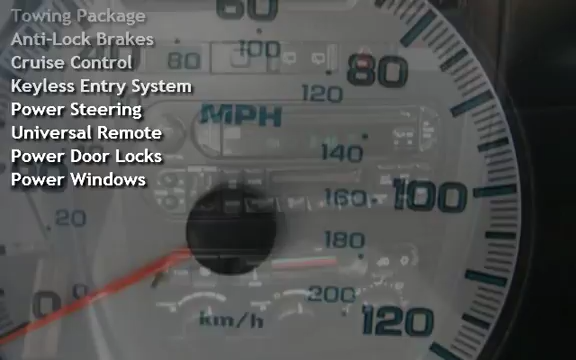 Towing Package
Anti-Lock Brakes
Cruise Control
Keyless Entry System
Power Steering
Universal Remote
Power Door Locks
Power Windows
60
80
100
80
120
MPH
140
160
100
20
180
0
0
200
120
km/h